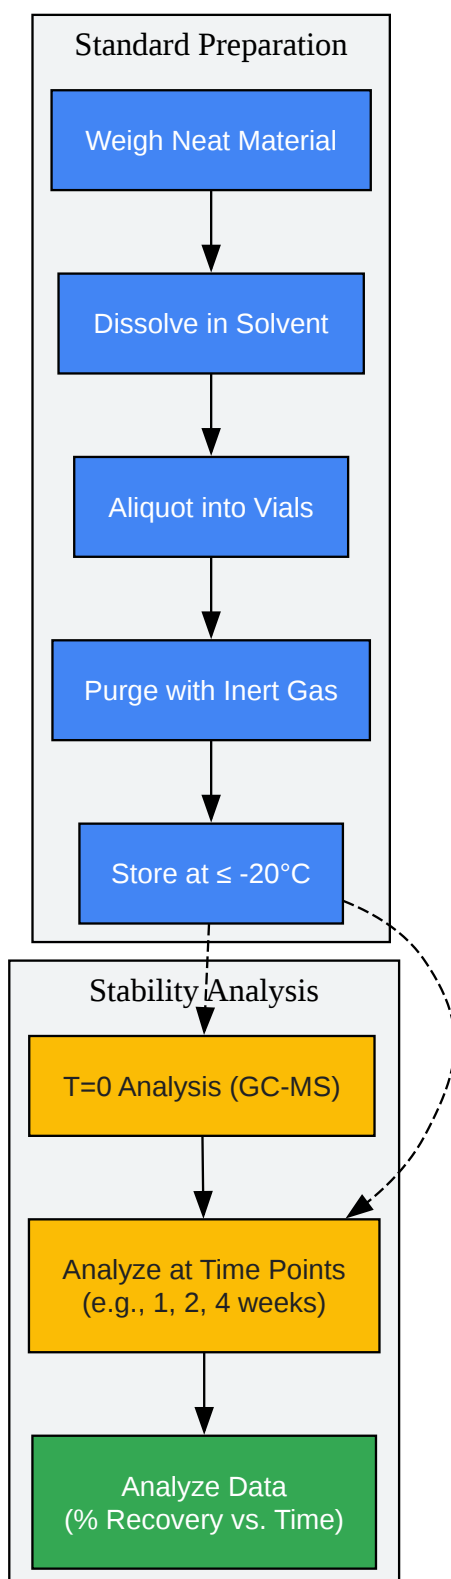 Standard Preparation
Weigh Neat Material
Dissolve in Solvent
Aliquot into Vials
Purge with Inert Gas
Store at ≤ -20°C
Stability Analysis
T=0 Analysis (GC-MS)
Analyze at Time Points
(e.g., 1, 2, 4 weeks)
Analyze Data
(% Recovery vs. Time)